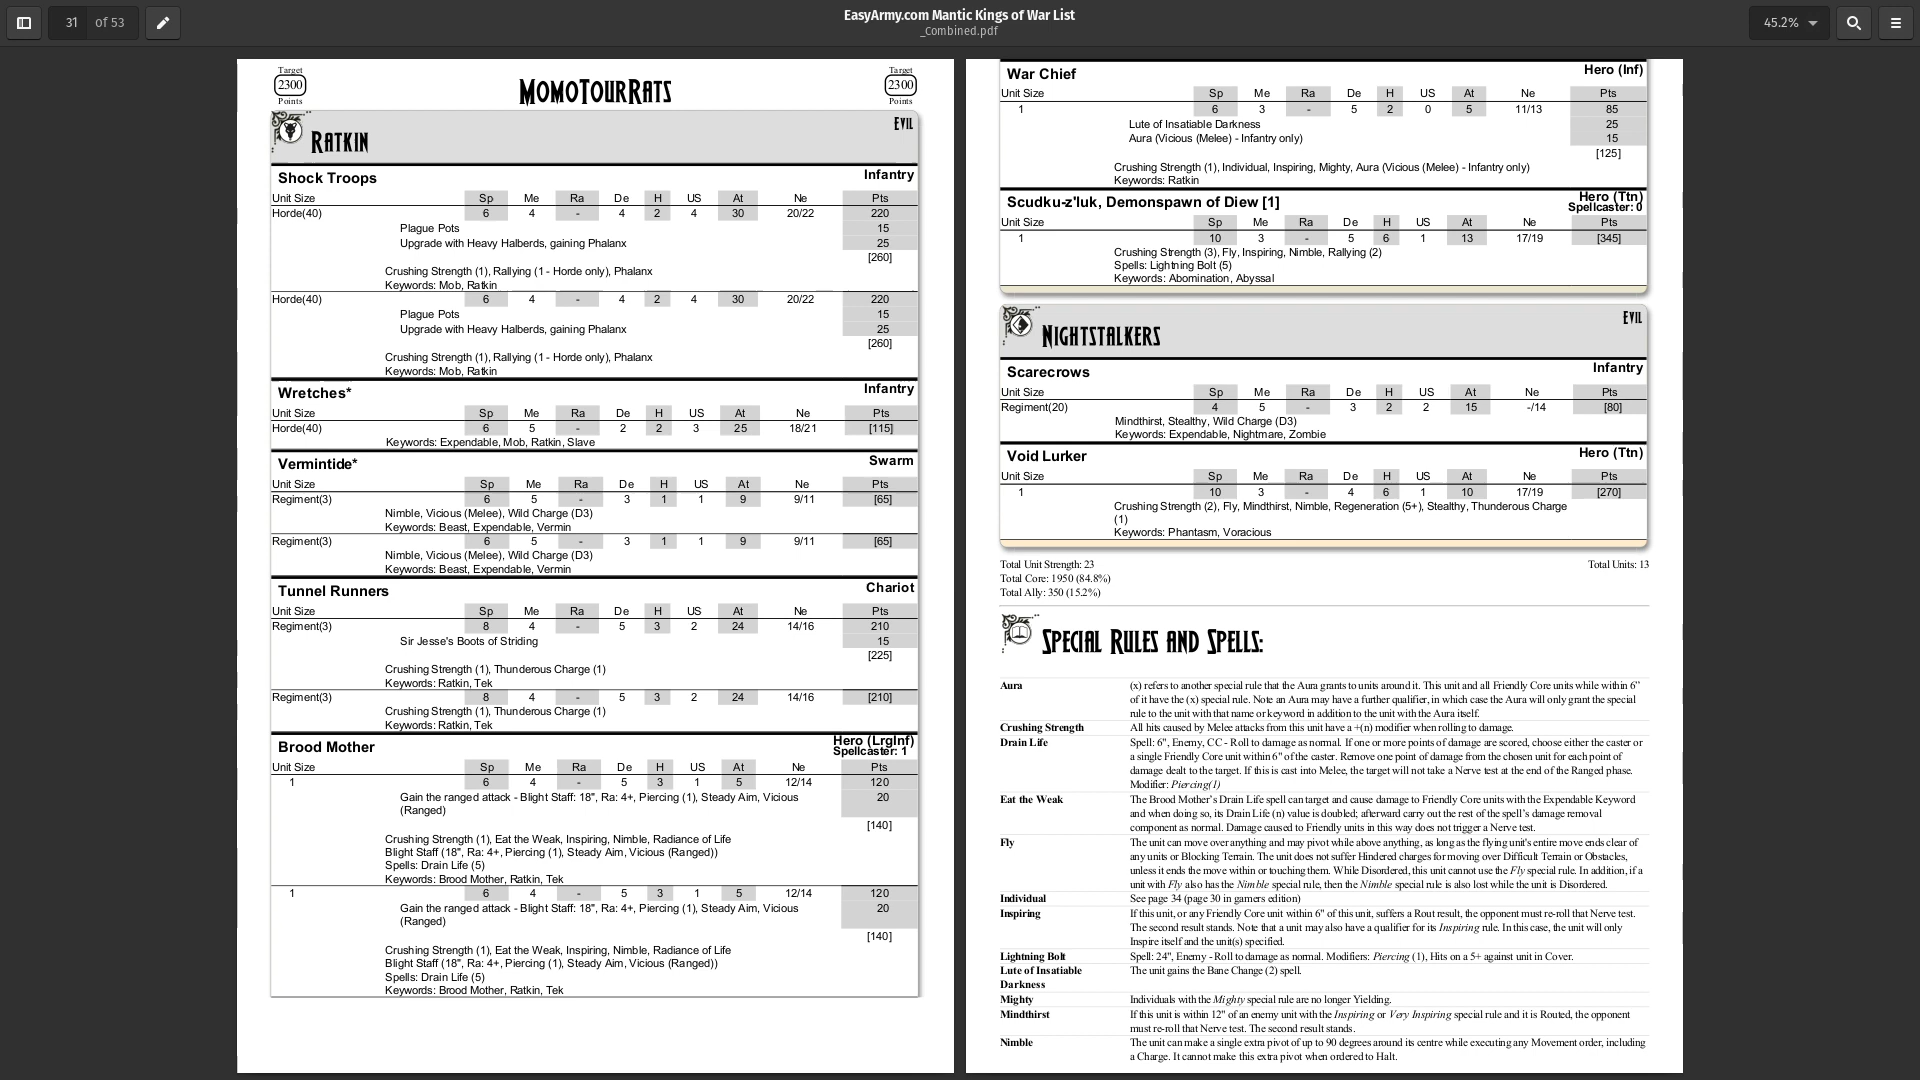 31 of 53
EasyArmy.com Mantic Kings of War List
_Combined.pdf
45.2%
Target
2300
Points
MomoTourRats
Target
2300
Points
Ratkin
Evil
Shock Troops
Infantry
Unit Size Sp Me Ra De H US At Ne Pts
Horde(40) 6 4 - 4 2 4 30 20/22 220
Plague Pots 15
Upgrade with Heavy Halberds, gaining Phalanx 25
[260]
Crushing Strength (1), Rallying (1 - Horde only), Phalanx
Keywords: Mob, Ratkin
Horde(40) 6 4 - 4 2 4 30 20/22 220
Plague Pots 15
Upgrade with Heavy Halberds, gaining Phalanx 25
[260]
Crushing Strength (1), Rallying (1 - Horde only), Phalanx
Keywords: Mob, Ratkin
Wretches*
Infantry
Unit Size Sp Me Ra De H US At Ne Pts
Horde(40) 6 5 - 2 2 3 25 18/21 [115]
Keywords: Expendable, Mob, Ratkin, Slave
Vermintide*
Swarm
Unit Size Sp Me Ra De H US At Ne Pts
Regiment(3) 6 5 - 3 1 1 9 9/11 [65]
Nimble, Vicious (Melee), Wild Charge (D3)
Keywords: Beast, Expendable, Vermin
Regiment(3) 6 5 - 3 1 1 9 9/11 [65]
Nimble, Vicious (Melee), Wild Charge (D3)
Keywords: Beast, Expendable, Vermin
Tunnel Runners
Chariot
Unit Size Sp Me Ra De H US At Ne Pts
Regiment(3) 8 4 - 5 3 2 24 14/16 210
Sir Jesse's Boots of Striding 15
[225]
Crushing Strength (1), Thunderous Charge (1)
Keywords: Ratkin, Tek
Regiment(3) 8 4 - 5 3 2 24 14/16 [210]
Crushing Strength (1), Thunderous Charge (1)
Keywords: Ratkin, Tek
Brood Mother
Hero (LrgInf)
Spellcaster: 1
Unit Size Sp Me Ra De H US At Ne Pts
1 6 4 - 5 3 1 5 12/14 120
Gain the ranged attack - Blight Staff: 18", Ra: 4+, Piercing (1), Steady Aim, Vicious 20
(Ranged)
[140]
Crushing Strength (1), Eat the Weak, Inspiring, Nimble, Radiance of Life
Blight Staff (18", Ra: 4+, Piercing (1), Steady Aim, Vicious (Ranged))
Spells: Drain Life (5)
Keywords: Brood Mother, Ratkin, Tek
1 6 4 - 5 3 1 5 12/14 120
Gain the ranged attack - Blight Staff: 18", Ra: 4+, Piercing (1), Steady Aim, Vicious 20
(Ranged)
[140]
Crushing Strength (1), Eat the Weak, Inspiring, Nimble, Radiance of Life
Blight Staff (18", Ra: 4+, Piercing (1), Steady Aim, Vicious (Ranged))
Spells: Drain Life (5)
Keywords: Brood Mother, Ratkin, Tek
War Chief
Hero (Inf)
Unit Size Sp Me Ra De H US At Ne Pts
1 6 3 - 5 2 0 5 11/13 85
Lute of Insatiable Darkness 25
Aura (Vicious (Melee) - Infantry only) 15
[125]
Crushing Strength (1), Individual, Inspiring, Mighty, Aura (Vicious (Melee) - Infantry only)
Keywords: Ratkin
Scudku-z'luk, Demonspawn of Diew [1]
Hero (Ttn)
Spellcaster: 0
Unit Size Sp Me Ra De H US At Ne Pts
1 10 3 - 5 6 1 13 17/19 [345]
Crushing Strength (3), Fly, Inspiring, Nimble, Rallying (2)
Spells: Lightning Bolt (5)
Keywords: Abomination, Abyssal
Nightstalkers
Evil
Scarecrows
Infantry
Unit Size Sp Me Ra De H US At Ne Pts
Regiment(20) 4 5 - 3 2 2 15 -/14 [80]
Mindthirst, Stealthy, Wild Charge (D3)
Keywords: Expendable, Nightmare, Zombie
Void Lurker
Hero (Ttn)
Unit Size Sp Me Ra De H US At Ne Pts
1 10 3 - 4 6 1 10 17/19 [270]
Crushing Strength (2), Fly, Mindthirst, Nimble, Regeneration (5+), Stealthy, Thunderous Charge
(1)
Keywords: Phantasm, Voracious
Total Unit Strength: 23 Total Units: 13
Total Core: 1950 (84.8%)
Total Ally: 350 (15.2%)
Special Rules and Spells:
Aura (x) refers to another special rule that the Aura grants to units around it. This unit and all Friendly Core units while within 6"
of it have the (x) special rule. Note an Aura may have a further qualifier, in which case the Aura will only grant the special
rule to the unit with that name or keyword in addition to the unit with the Aura itself.
Crushing Strength All hits caused by Melee attacks from this unit have a +(n) modifier when rolling to damage.
Drain Life Spell: 6", Enemy, CC - Roll to damage as normal. If one or more points of damage are scored, choose either the caster or
a single Friendly Core unit within 6" of the caster. Remove one point of damage from the chosen unit for each point of
damage dealt to the target. If this is cast into Melee, the target will not take a Nerve test at the end of the Ranged phase.
Modifier: Piercing(1)
Eat the Weak The Brood Mother's Drain Life spell can target and cause damage to Friendly Core units with the Expendable Keyword
and when doing so, its Drain Life (n) value is doubled; afterward carry out the rest of the spell's damage removal
component as normal. Damage caused to Friendly units in this way does not trigger a Nerve test.
Fly The unit can move over anything and may pivot while above anything, as long as the flying unit's entire move ends clear of
any units or Blocking Terrain. The unit does not suffer Hindered charges for moving over Difficult Terrain or Obstacles,
unless it ends the move within or touching them. While Disordered, this unit cannot use the Fly special rule. In addition, if a
unit with Fly also has the Nimble special rule, then the Nimble special rule is also lost while the unit is Disordered.
Individual See page 34 (page 30 in gamers edition)
Inspiring If this unit, or any Friendly Core unit within 6" of this unit, suffers a Rout result, the opponent must re-roll that Nerve test.
The second result stands. Note that a unit may also have a qualifier for its Inspiring rule. In this case, the unit will only
Inspire itself and the unit(s) specified.
Lightning Bolt Spell: 24", Enemy - Roll to damage as normal. Modifiers: Piercing (1), Hits on a 5+ against unit in Cover.
Lute of Insatiable The unit gains the Bane Change (2) spell.
Darkness
Mighty Individuals with the Mighty special rule are no longer Yielding.
Mindthirst If this unit is within 12" of an enemy unit with the Inspiring or Very Inspiring special rule and it is Routed, the opponent
must re-roll that Nerve test. The second result stands.
Nimble The unit can make a single extra pivot of up to 90 degrees around its centre while executing any Movement order, including
a Charge. It cannot make this extra pivot when ordered to Halt.